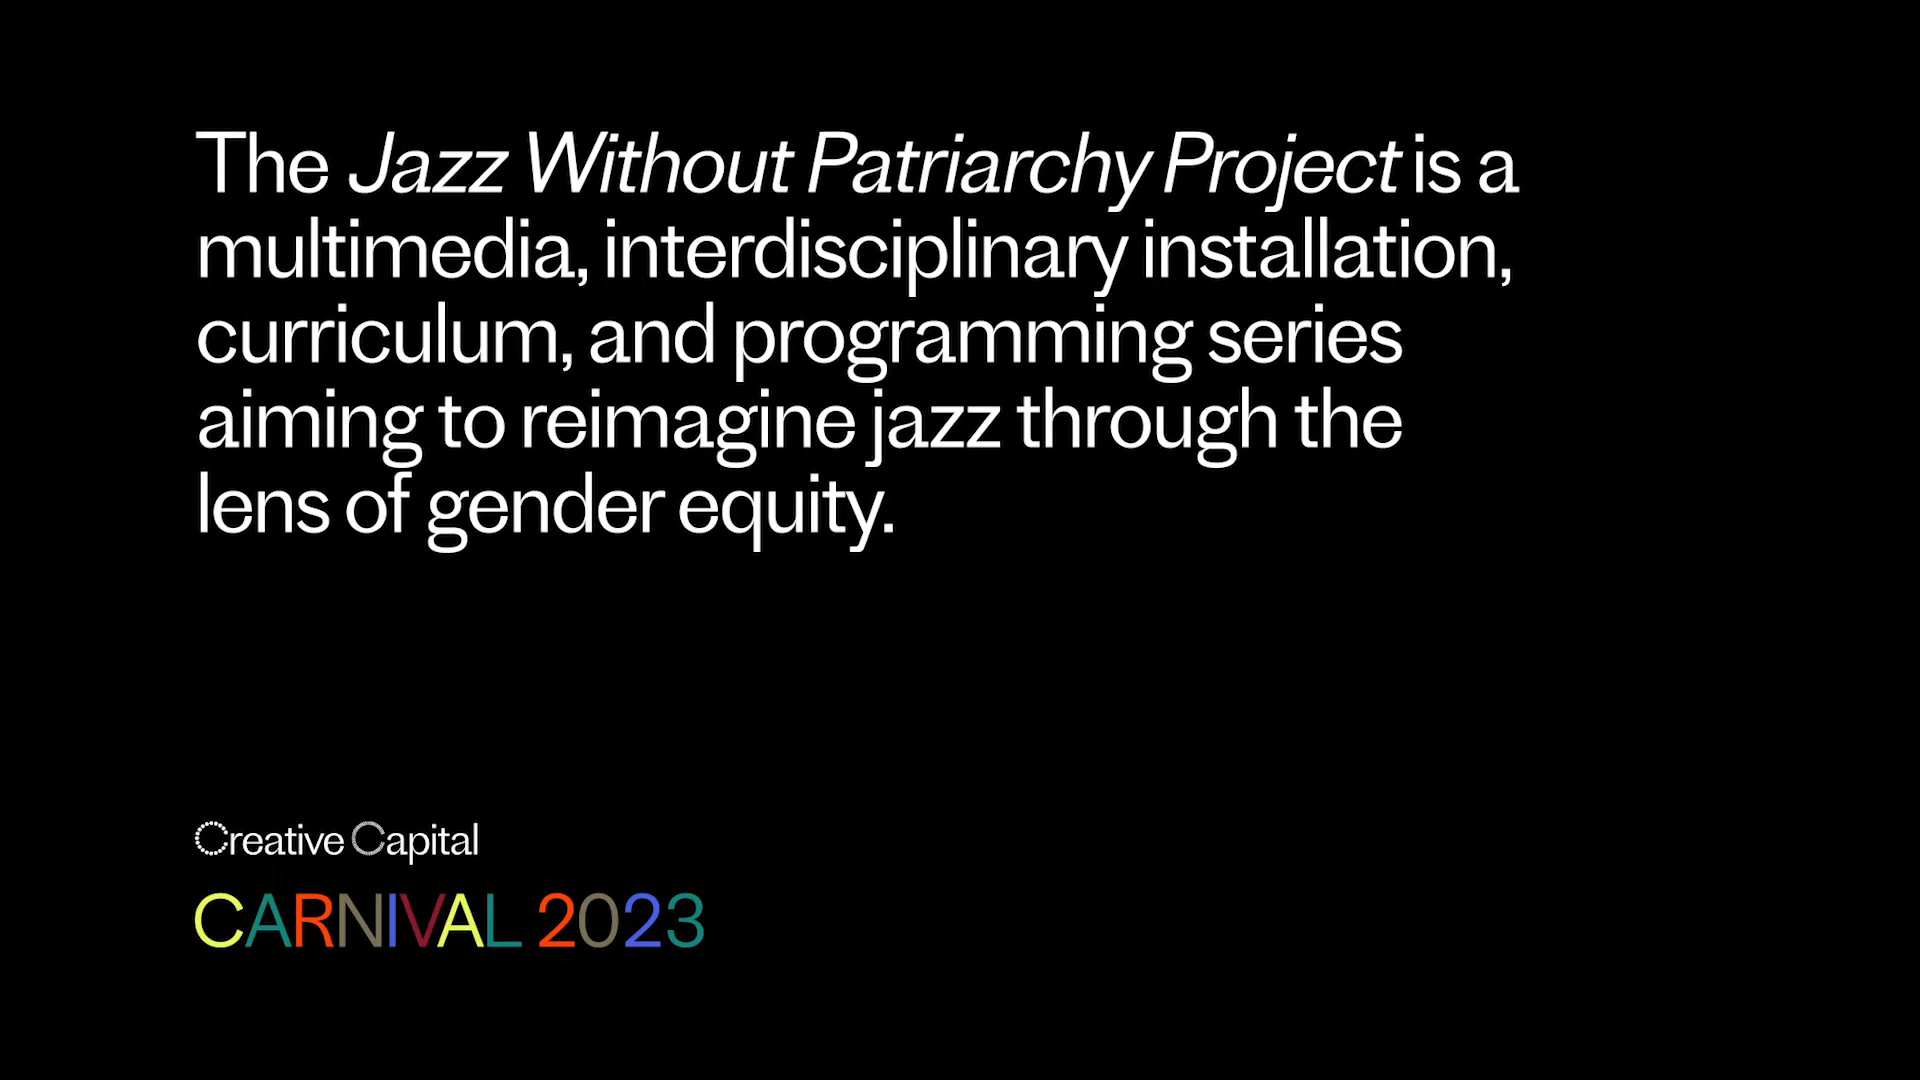 The Jazz Without Patriarchy Project is a
multimedia, interdisciplinary installation,
curriculum, and programming series
aiming to reimagine jazz through the
lens of gender equity.
Creative Capital
CARNIVAL 2023